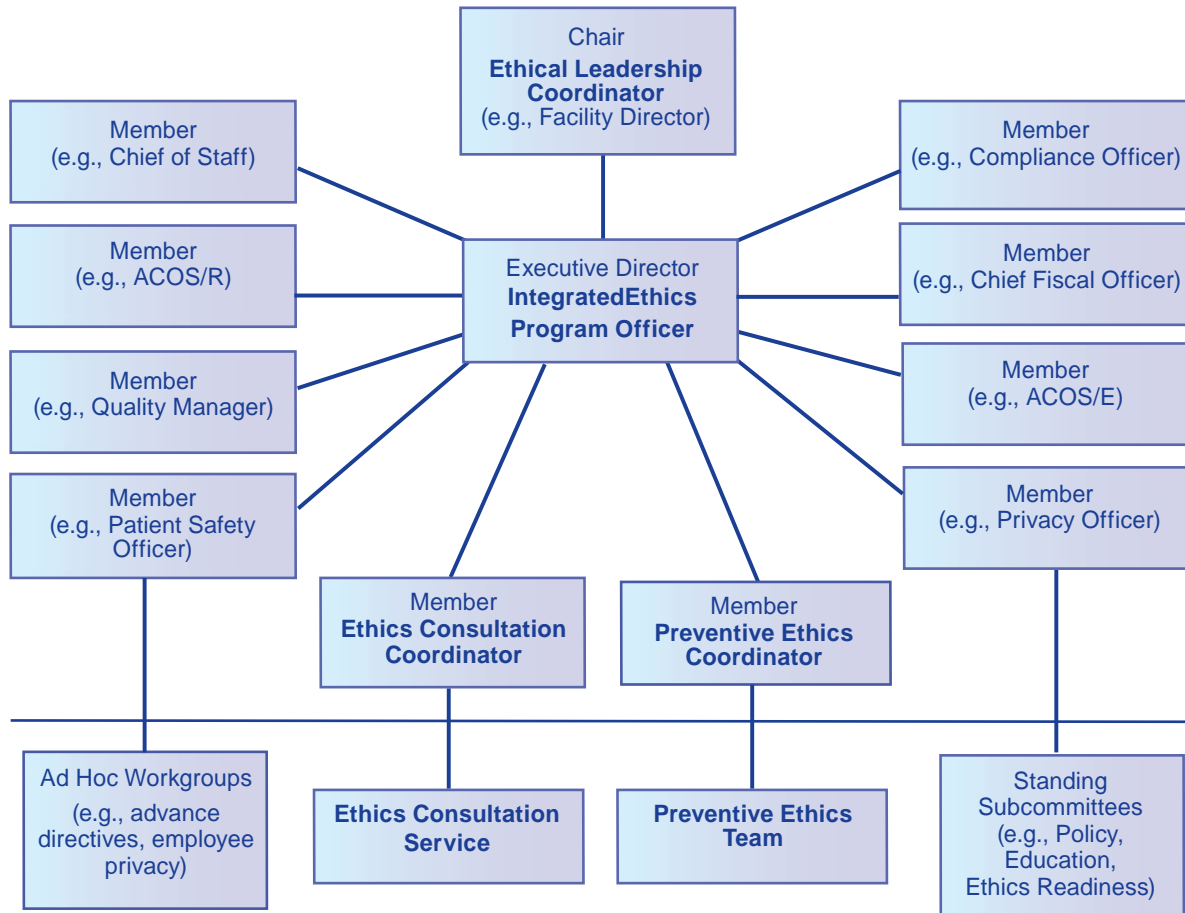 Chair
Ethical Leadership
Coordinator
(e.g., Facility Director)
Member
(e.g., Chief of Staff)
Member
(e.g., Compliance Officer)
Member
(e.g., ACOS/R)
Executive Director
IntegratedEthics
Program Officer
Member
(e.g., Chief Fiscal Officer)
Member
(e.g., Quality Manager)
Member
(e.g., ACOS/E)
Member
(e.g., Patient Safety
Officer)
Member
(e.g., Privacy Officer)
Member
Ethics Consultation
Coordinator
Member
Preventive Ethics
Coordinator
Ad Hoc Workgroups
(e.g., advance
directives, employee
privacy)
Ethics Consultation
Service
Preventive Ethics
Team
Standing
Subcommittees
(e.g., Policy,
Education,
Ethics Readiness)